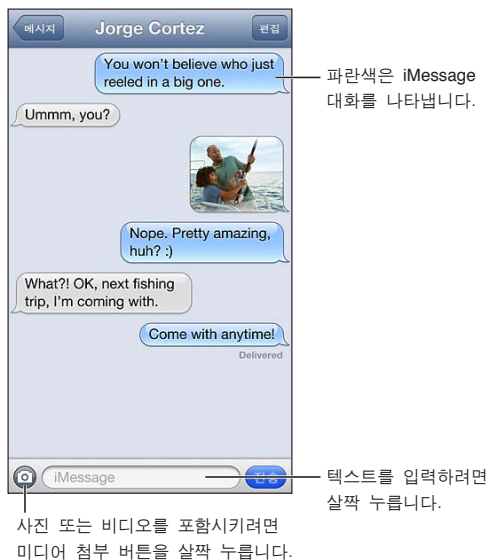 메시지
Jorge Cortez
편집
You won't believe who just
reeled in a big one.
파란색은 iMessage
대화를 나타냅니다.
Ummm, you?
Nope. Pretty amazing,
huh? :)
What?! OK, next fishing
trip, I'm coming with.
Come with anytime!
Delivered
iMessage
전송
텍스트를 입력하려면
살짝 누릅니다.
사진 또는 비디오를 포함시키려면
미디어 첨부 버튼을 살짝 누릅니다.